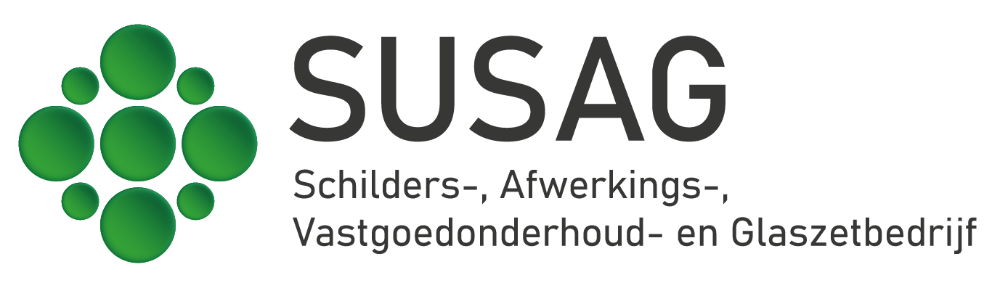 SUSAG
Schilders-, Afwerkings-,
Vastgoedonderhoud- en Glaszetbedrijf